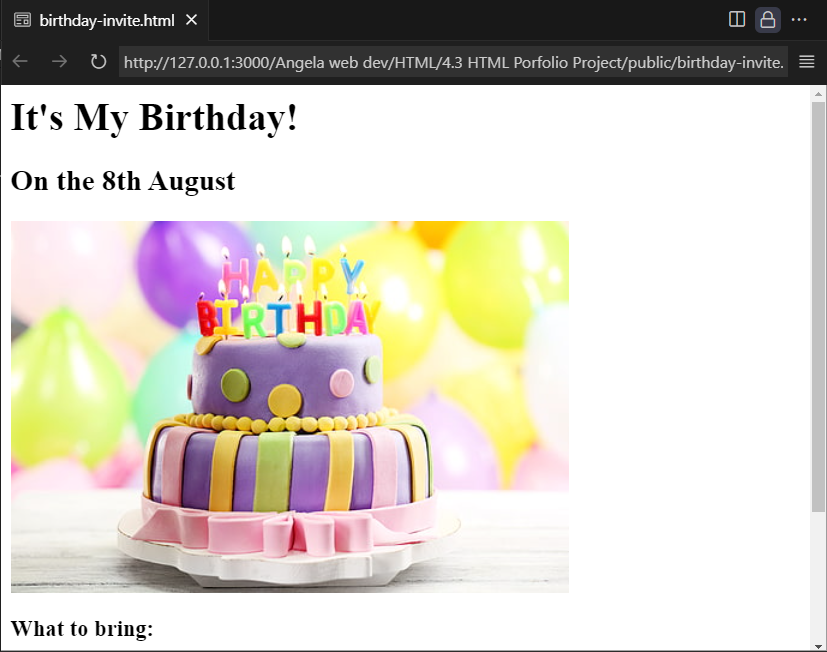 birthday-invite.html
http://127.0.0.1:3000/Angela web dev/HTML/4.3 HTML Porfolio Project/public/birthday-invite.
It's My Birthday!
On the 8th August
HAPPY
BIRTHDAY
What to bring: